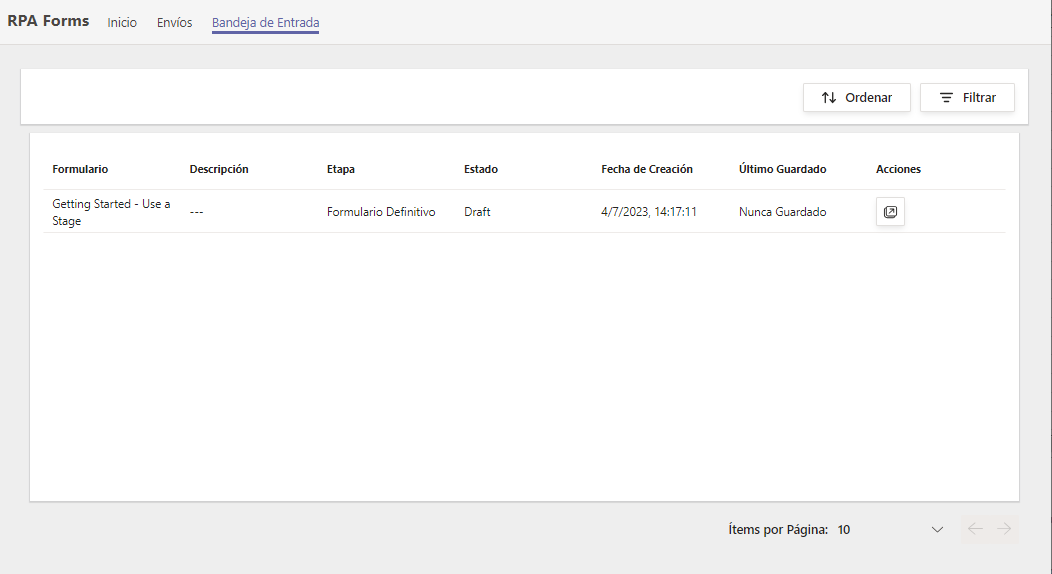 RPA Forms Inicio Envíos Bandeja de Entrada
Ordenar Filtrar
Formulario Descripción Etapa Estado Fecha de Creación Último Guardado Acciones
Getting Started - Use a
Stage
--- Formulario Definitivo Draft 4/7/2023, 14:17:11 Nunca Guardado
Ítems por Página: 10